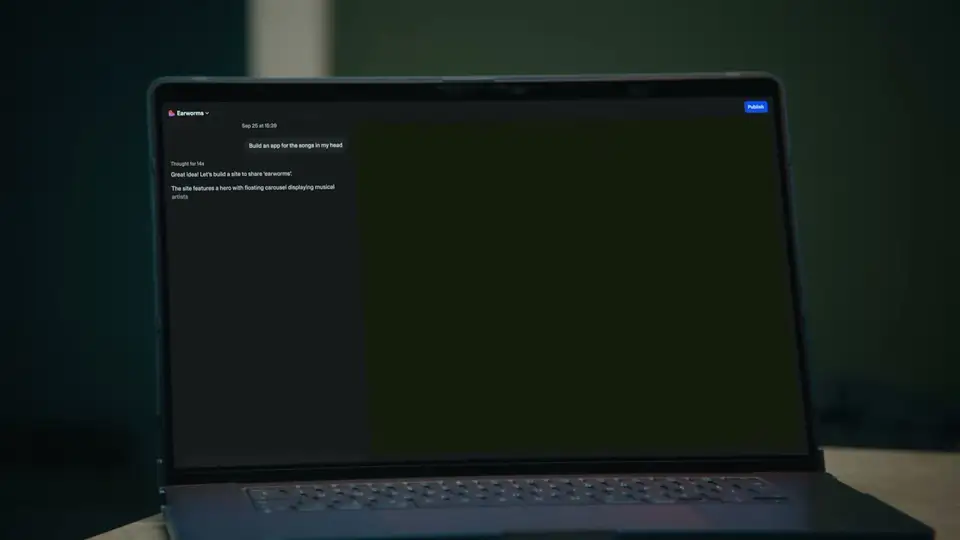 Earworms
Publish
Sep 25 at 15:39
Build an app for the songs in my head
Thought for 14s
Great idea! Let's build a site to share 'earworms'.
The site features a hero with floating carousel displaying musical
artists